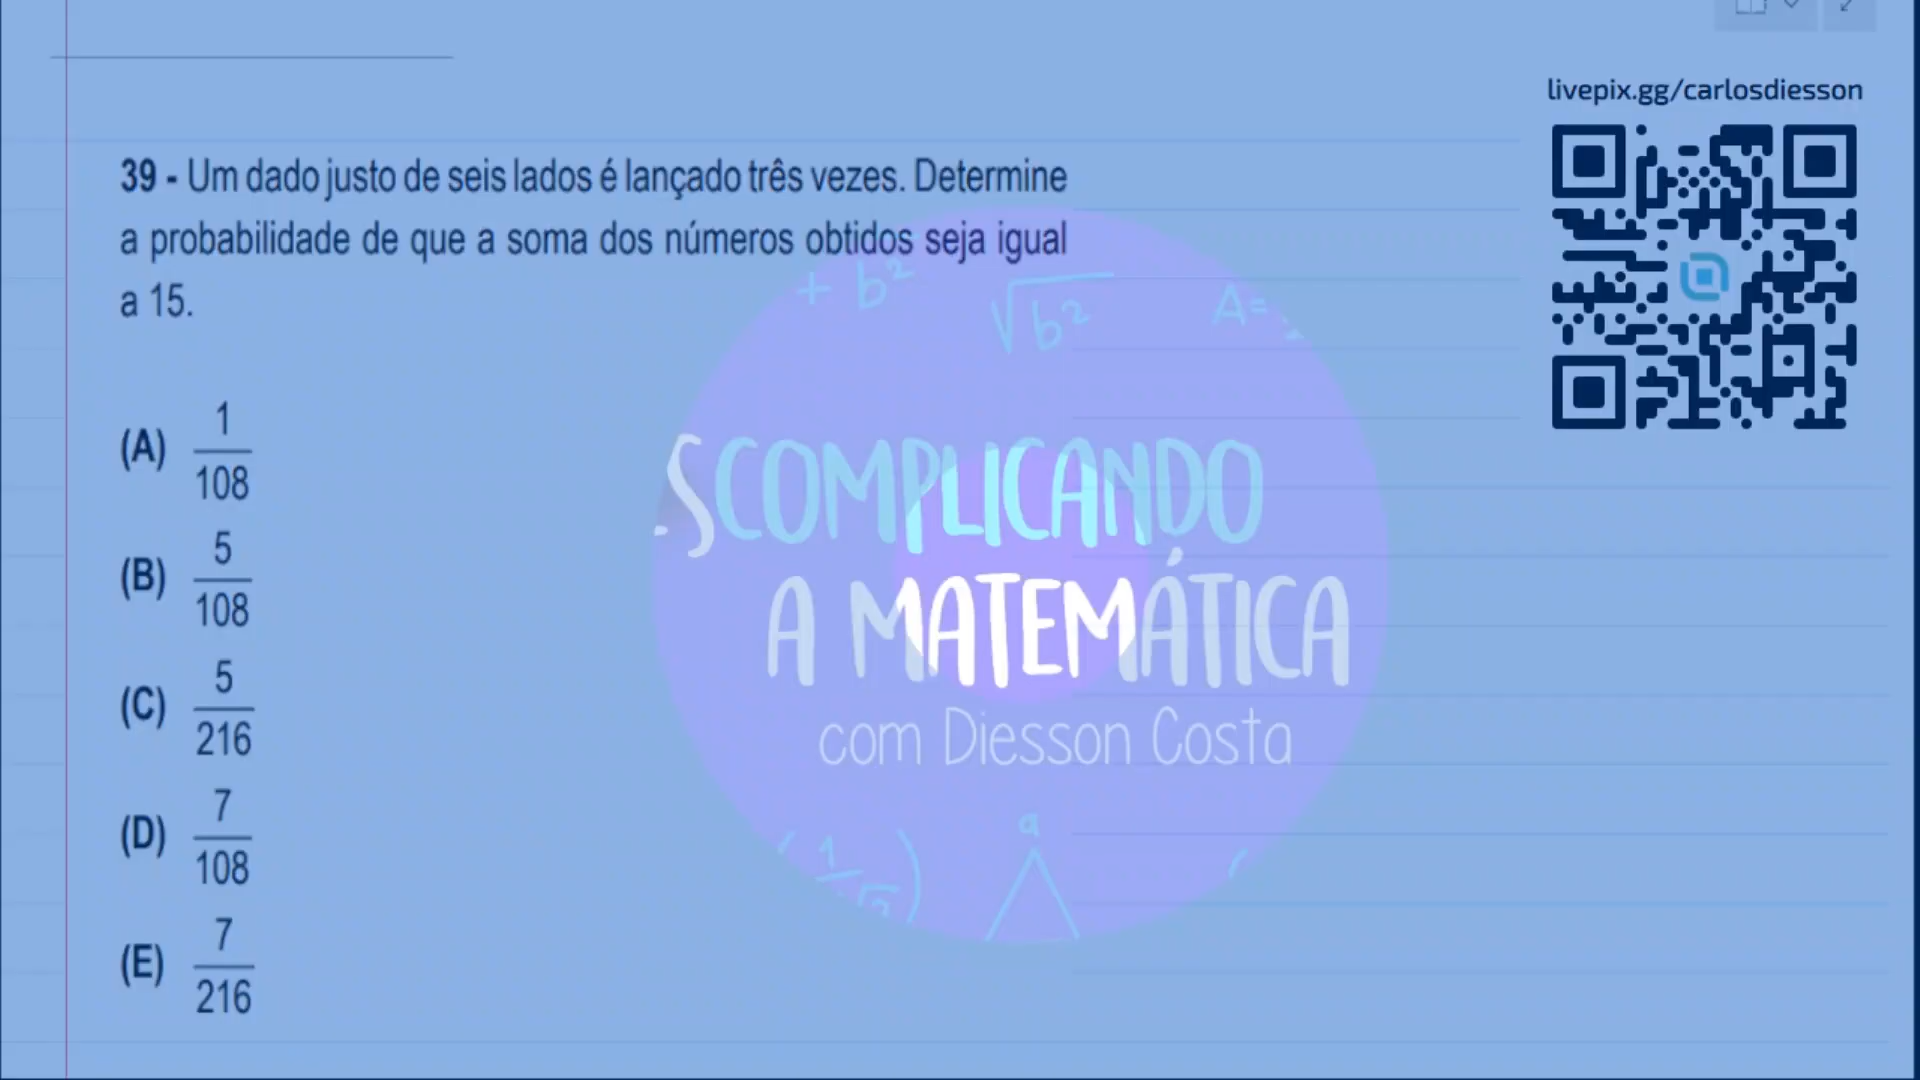 livepix.gg/carlosdiesson
39 - Um dado justo de seis lados é lançado três vezes. Determine
a probabilidade de que a soma dos números obtidos seja igual
a 15.
+ b²
√b²
A=
(A) 1/108
(B) 5/108
(C) 5/216
(D) 7/108
(E) 7/216
SCOMPLICANDO
A MATEMÁTICA
com Diesson Costa
a